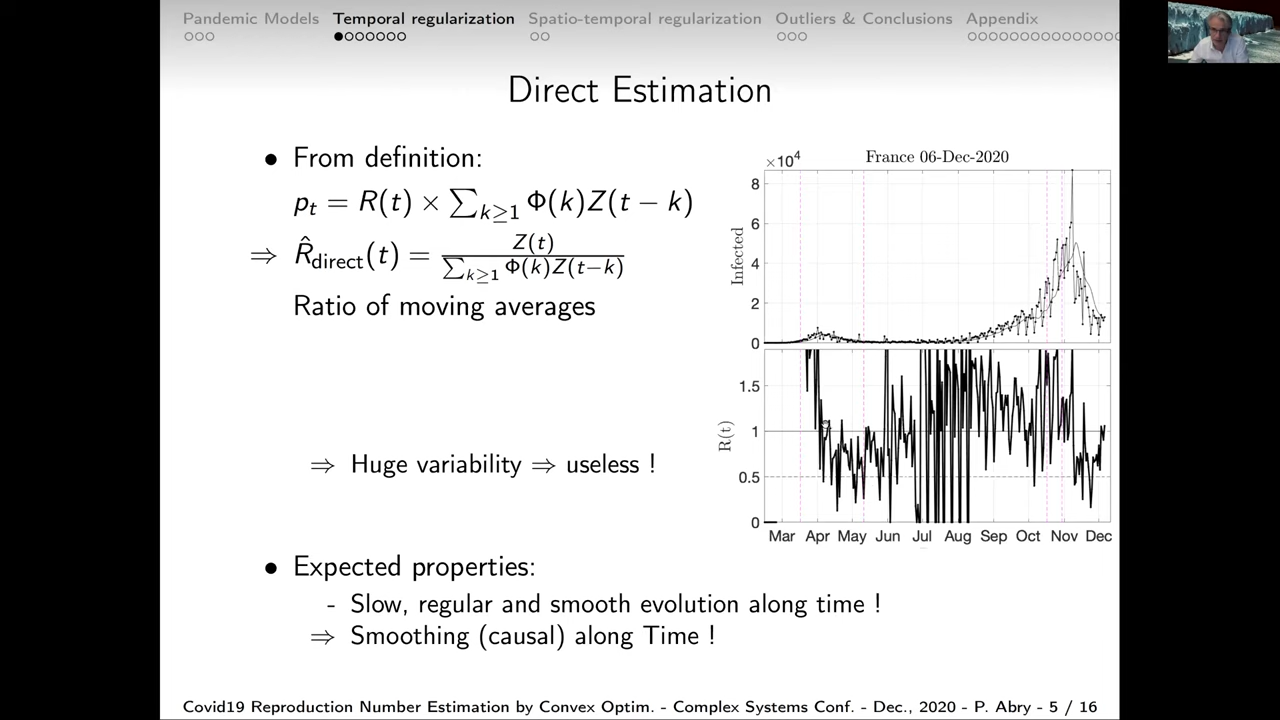 Pandemic Models Temporal regularization Spatio-temporal regularization Outliers & Conclusions Appendix
Direct Estimation
• From definition:
p_t = R(t) × ∑_{k≥1} Φ(k)Z(t − k)
⇒ R̂_direct(t) = Z(t) / ∑_{k≥1} Φ(k)Z(t−k)
Ratio of moving averages
⇒ Huge variability ⇒ useless !
France 06-Dec-2020
×10⁴
8
6
4
2
0
Infected
1.5
1
0.5
0
R(t)
Mar Apr May Jun Jul Aug Sep Oct Nov Dec
• Expected properties:
- Slow, regular and smooth evolution along time !
⇒ Smoothing (causal) along Time !
Covid19 Reproduction Number Estimation by Convex Optim. - Complex Systems Conf. - Dec., 2020 - P. Abry - 5 / 16